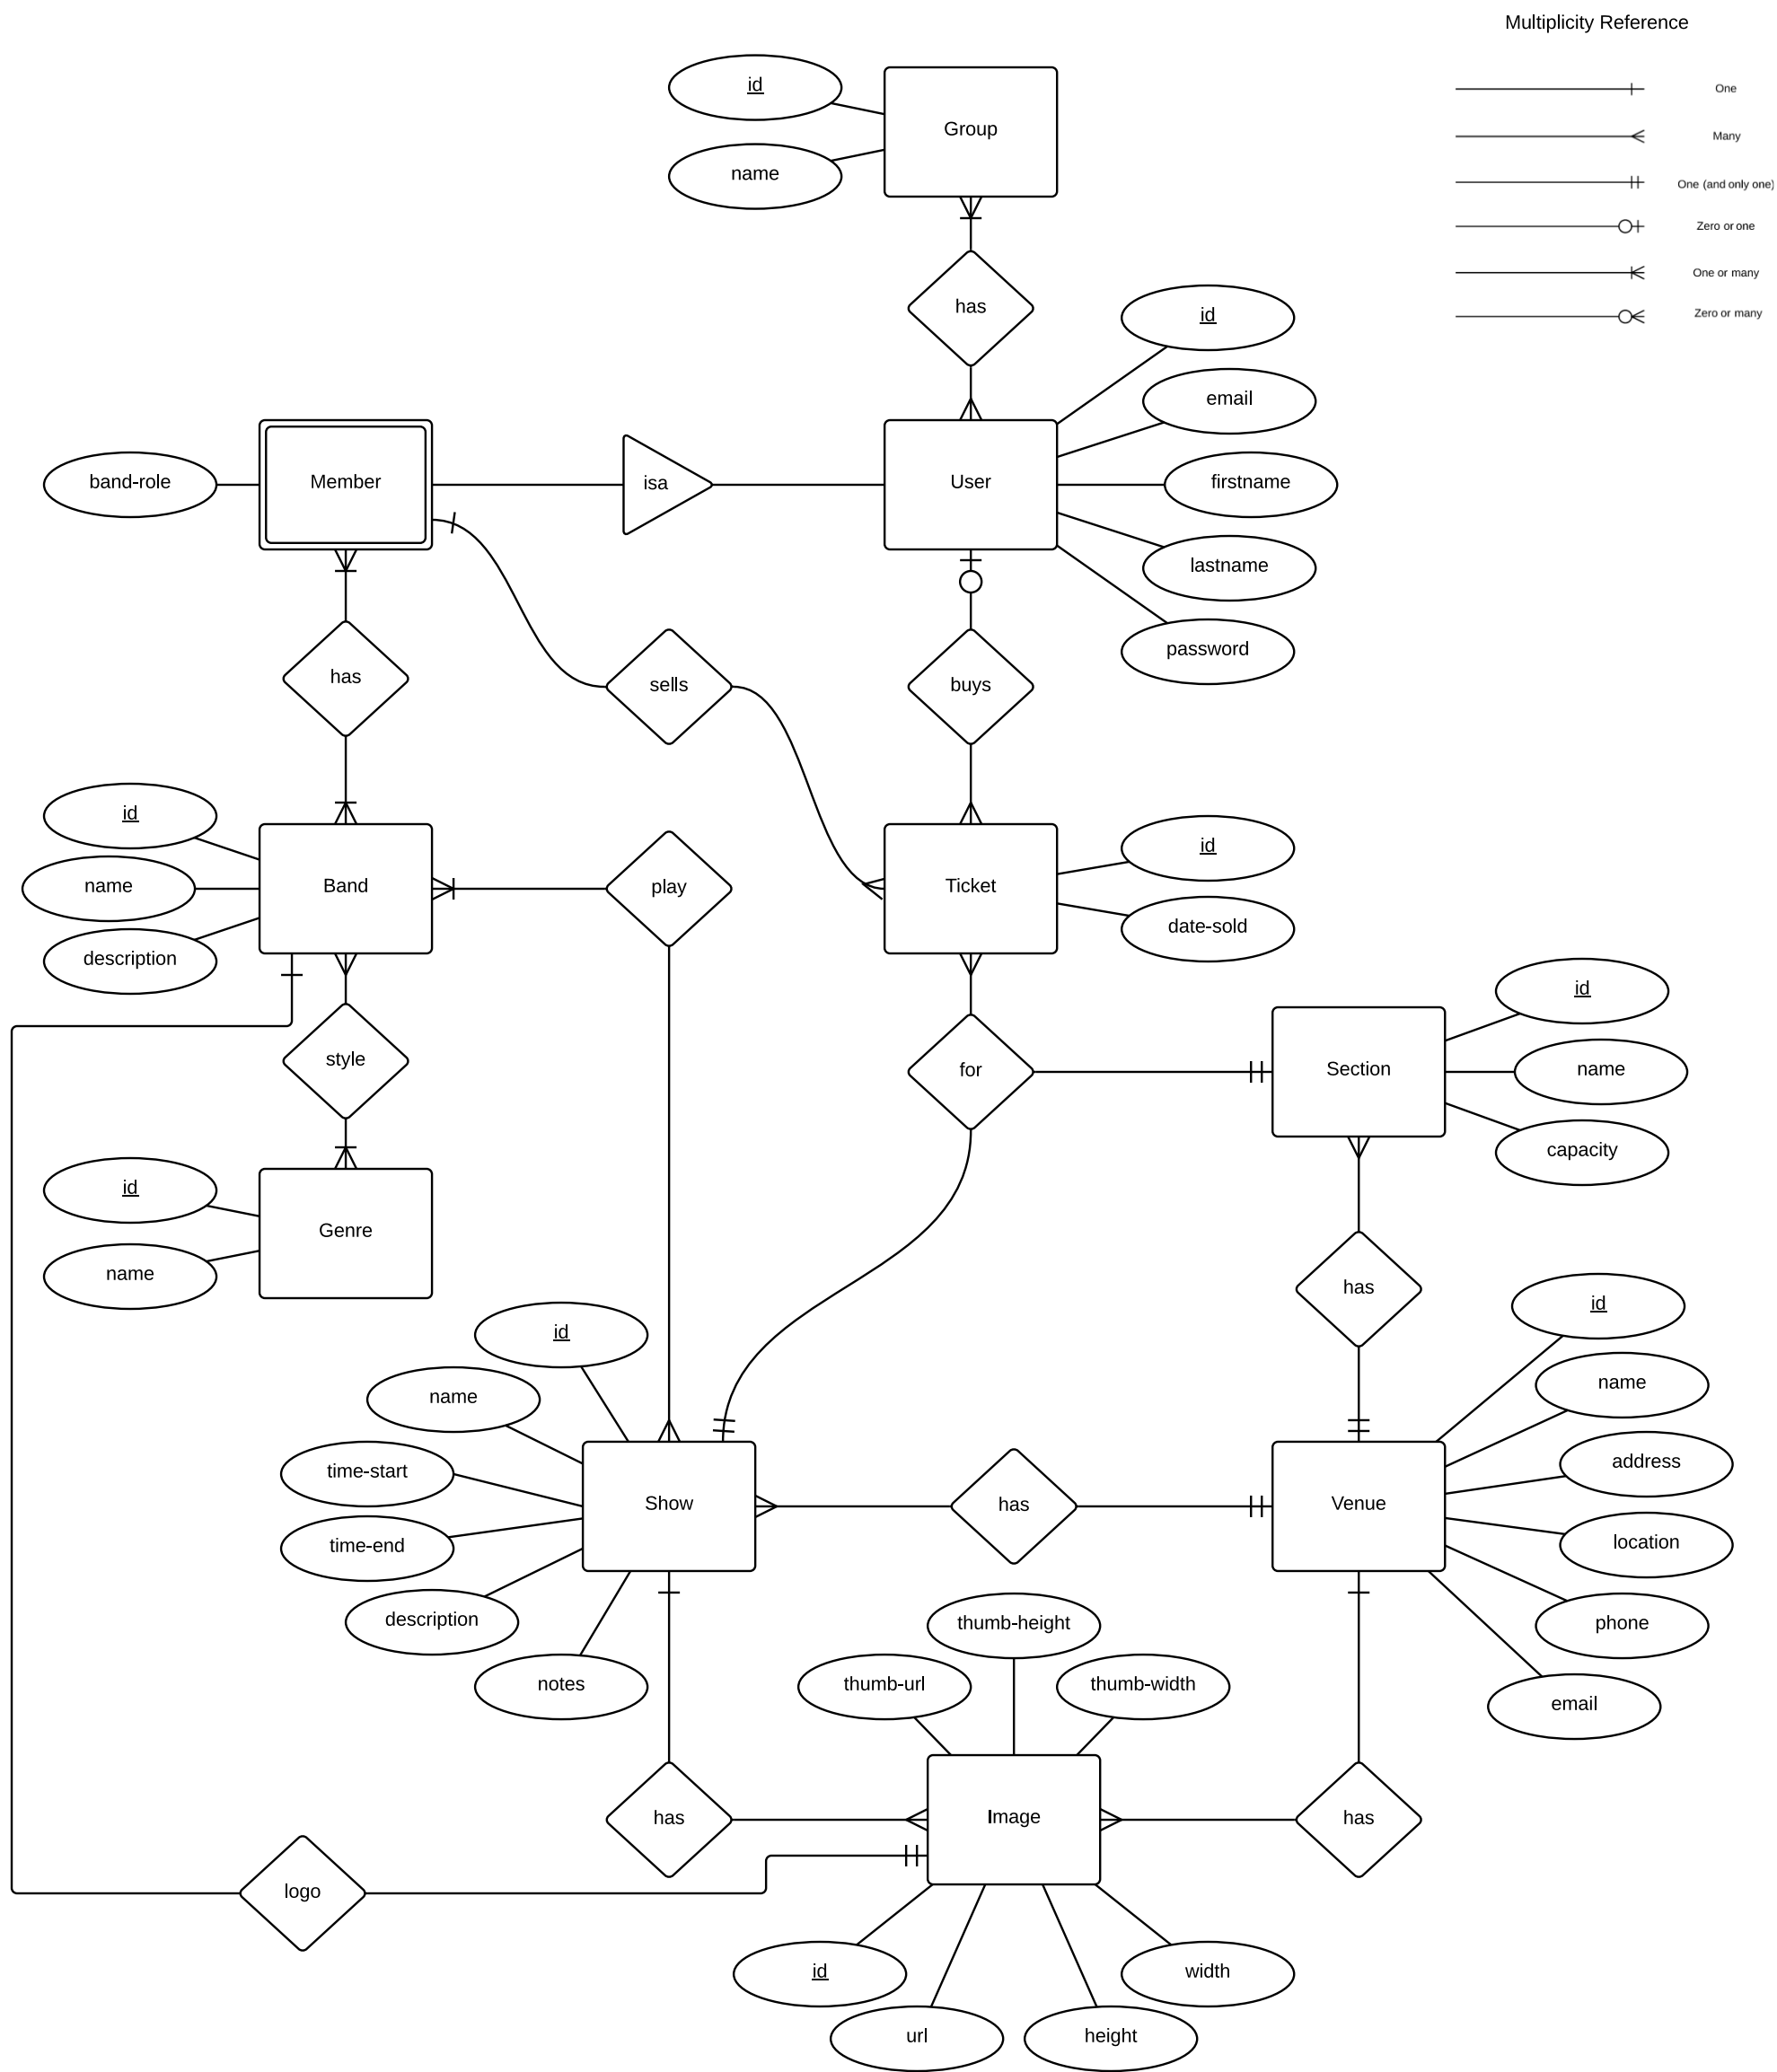 Multiplicity Reference
One
Many
One (and only one)
Zero or one
One or many
Zero or many
id
name
Group
has
id
email
firstname
lastname
password
User
isa
Member
band-role
has
sells
buys
id
name
description
Band
play
Ticket
id
date-sold
style
for
Section
id
name
capacity
id
name
Genre
has
id
name
time-start
time-end
description
notes
Show
has
Venue
id
name
address
location
phone
email
thumb-height
thumb-url
thumb-width
has
Image
has
logo
id
url
height
width